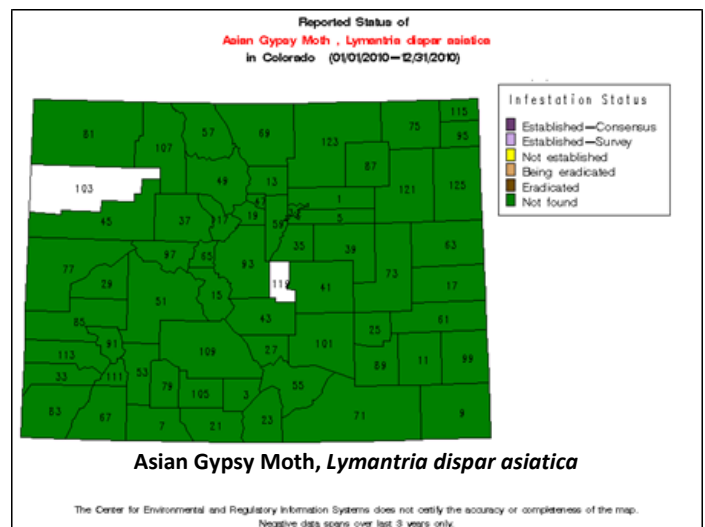 Reported Status of
Asian Gypsy Moth , Lymantria dispar asiatica
in Colorado (01/01/2010—12/31/2010)
Infestation Status
Established—Consensus
Established—Survey
Not established
Being eradicated
Eradicated
Not found
81 107 57 69 123 75 115
95
87
103 49 13 121 125
47 1
45 37 117 19 59 5
35 39 63
97 65 93
77 29 119 41 73 17
51 15
85 43 25 61
91 109 27 101
113 89 11 99
33 111 53 79 105 3 55
83 67 7 21 23 71 9
Asian Gypsy Moth, Lymantria dispar asiatica
The Center for Environmental and Regulatory Information Systems does not certify the accuracy or completeness of the map.
Negative data spans over last 3 years only.